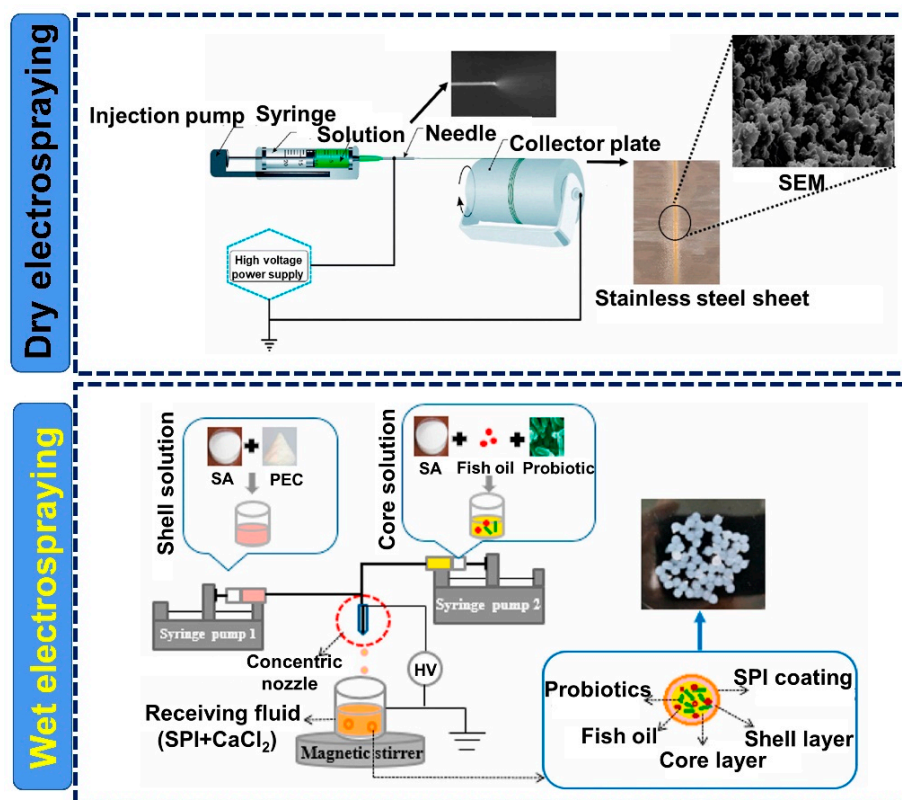 Dry electrospraying
Injection pump
Syringe
Solution
Needle
Collector plate
SEM
High voltage
power supply
Stainless steel sheet
Wet electrospraying
Shell solution
SA
PEC
Core solution
SA
Fish oil
Probiotic
Syringe pump 1
Syringe pump 2
Concentric
nozzle
HV
Receiving fluid
(SPI+CaCl₂)
Magnetic stirrer
Probiotics
SPI coating
Fish oil
Shell layer
Core layer